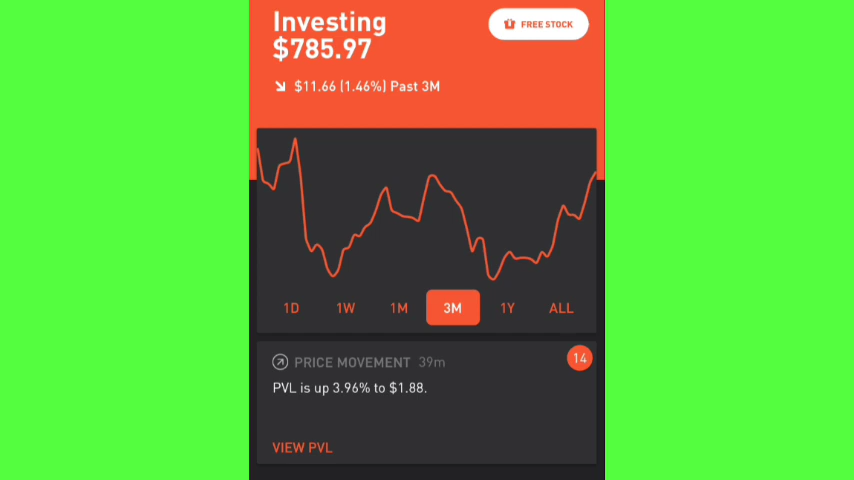 Investing
$785.97
FREE STOCK
$11.66 (1.46%) Past 3M
1D 1W 1M 3M 1Y ALL
PRICE MOVEMENT 39m
14
PVL is up 3.96% to $1.88.
VIEW PVL